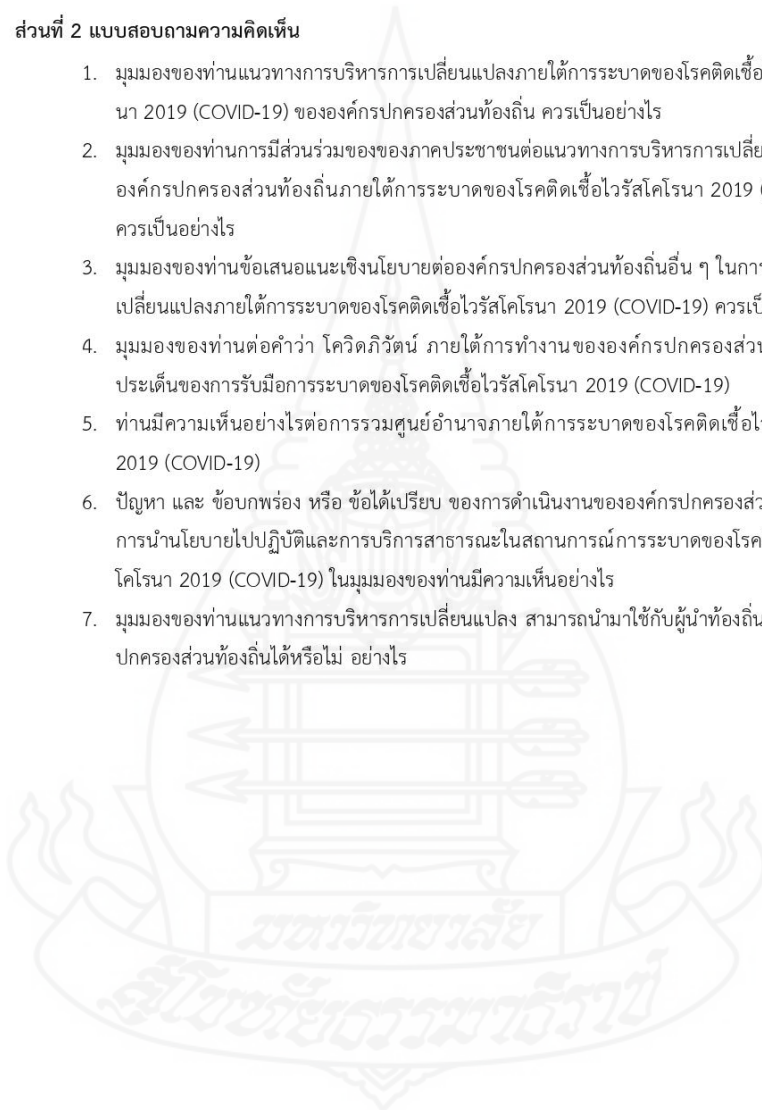 ส่วนที่ 2 แบบสอบถามความคิดเห็น
1. มุมมองของท่านแนวทางการบริหารการเปลี่ยนแปลงภายใต้การระบาดของโรคติดเชื้อ
นา 2019 (COVID-19) ขององค์กรปกครองส่วนท้องถิ่น ควรเป็นอย่างไร
2. มุมมองของท่านการมีส่วนร่วมของของภาคประชาชนต่อแนวทางการบริหารการเปลี่ย
องค์กรปกครองส่วนท้องถิ่นภายใต้การระบาดของโรคติดเชื้อไวรัสโคโรนา 2019 (
ควรเป็นอย่างไร
3. มุมมองของท่านข้อเสนอแนะเชิงนโยบายต่อองค์กรปกครองส่วนท้องถิ่นอื่น ๆ ในกา
เปลี่ยนแปลงภายใต้การระบาดของโรคติดเชื้อไวรัสโคโรนา 2019 (COVID-19) ควรเป็
4. มุมมองของท่านต่อคำว่า โควิดภิวัตน์ ภายใต้การทำงานขององค์กรปกครองส่วน
ประเด็นของการรับมือการระบาดของโรคติดเชื้อไวรัสโคโรนา 2019 (COVID-19)
5. ท่านมีความเห็นอย่างไรต่อการรวมศูนย์อำนาจภายใต้การระบาดของโรคติดเชื้อไ
2019 (COVID-19)
6. ปัญหา และ ข้อบกพร่อง หรือ ข้อได้เปรียบ ของการดำเนินงานขององค์กรปกครองส่ว
การนำนโยบายไปปฏิบัติและการบริการสาธารณะในสถานการณ์การระบาดของโรค
โคโรนา 2019 (COVID-19) ในมุมมองของท่านมีความเห็นอย่างไร
7. มุมมองของท่านแนวทางการบริหารการเปลี่ยนแปลง สามารถนำมาใช้กับผู้นำท้องถิ่น
ปกครองส่วนท้องถิ่นได้หรือไม่ อย่างไร
มหาวิทยาลัย
สุโขทัยธรรมาธิราช